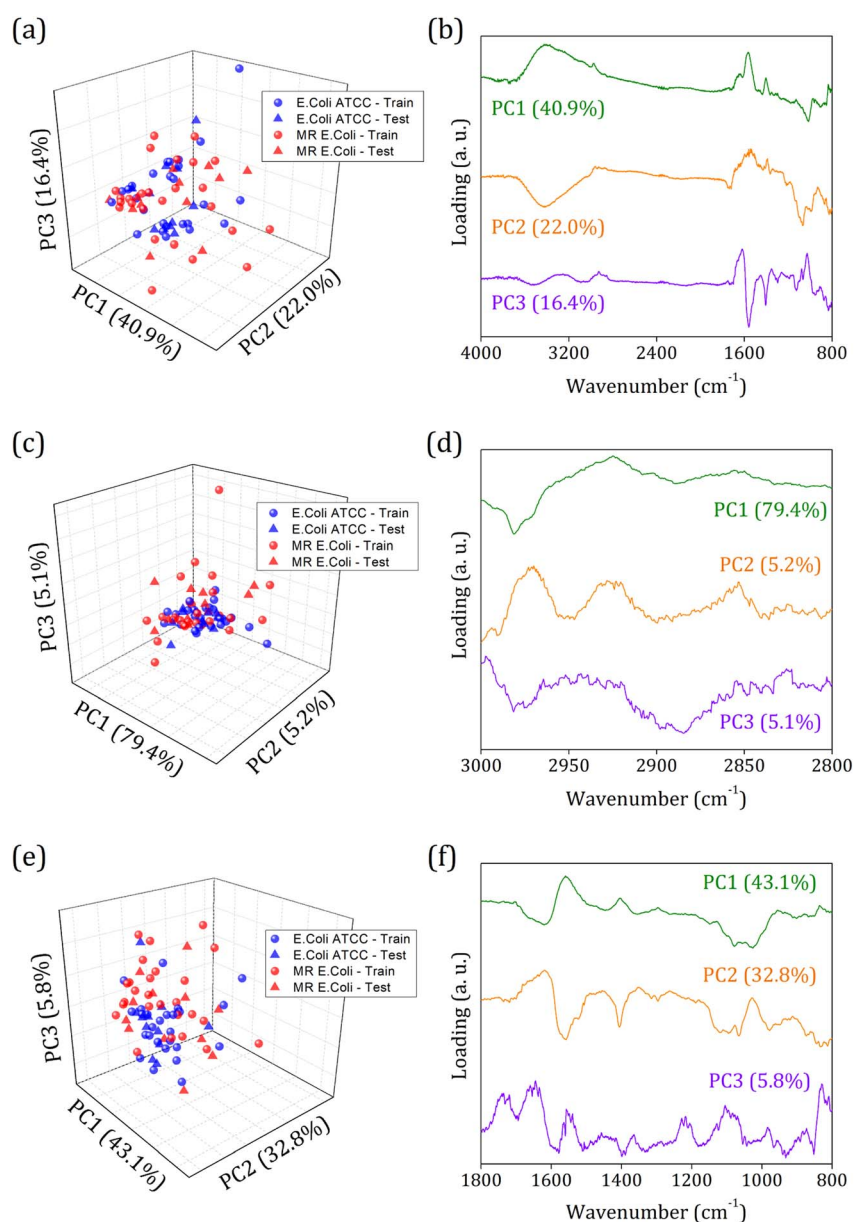 (a)
E.Coli ATCC - Train
E.Coli ATCC - Test
MR E.Coli - Train
MR E.Coli - Test
PC3 (16.4%)
PC1 (40.9%)
PC2 (22.0%)
(b)
PC1 (40.9%)
PC2 (22.0%)
PC3 (16.4%)
Loading (a. u.)
4000 3200 2400 1600 800
Wavenumber (cm⁻¹)
(c)
E.Coli ATCC - Train
E.Coli ATCC - Test
MR E.Coli - Train
MR E.Coli - Test
PC3 (5.1%)
PC1 (79.4%)
PC2 (5.2%)
(d)
PC1 (79.4%)
PC2 (5.2%)
PC3 (5.1%)
Loading (a. u.)
3000 2950 2900 2850 2800
Wavenumber (cm⁻¹)
(e)
E.Coli ATCC - Train
E.Coli ATCC - Test
MR E.Coli - Train
MR E.Coli - Test
PC3 (5.8%)
PC1 (43.1%)
PC2 (32.8%)
(f)
PC1 (43.1%)
PC2 (32.8%)
PC3 (5.8%)
Loading (a. u.)
1800 1600 1400 1200 1000 800
Wavenumber (cm⁻¹)